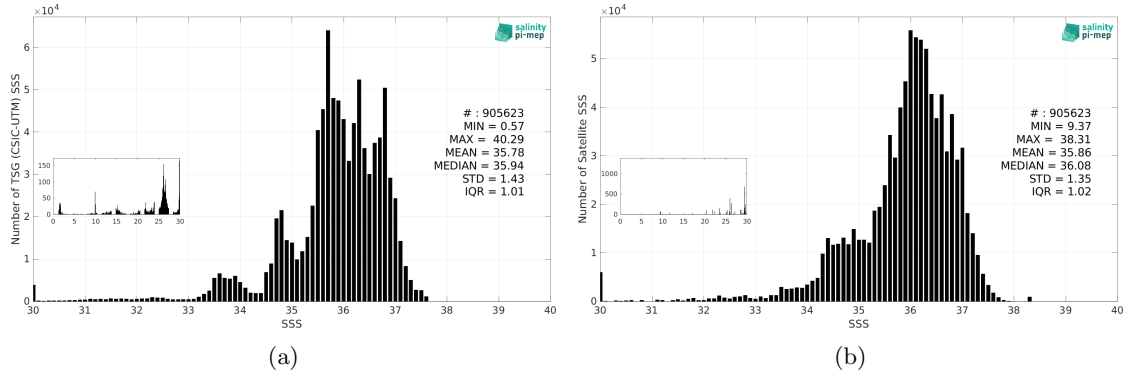 ×10⁴
salinity
pi-mep
Number of TSG (CSIC-UTM) SSS
6
5
4
3
2
1
0
# : 905623
MIN = 0.57
MAX = 40.29
MEAN = 35.78
MEDIAN = 35.94
STD = 1.43
IQR = 1.01
150
100
50
0
0 5 10 15 20 25 30
30 31 32 33 34 35 36 37 38 39 40
SSS
(a)
×10⁴
salinity
pi-mep
Number of Satellite SSS
5
4
3
2
1
0
# : 905623
MIN = 9.37
MAX = 38.31
MEAN = 35.86
MEDIAN = 36.08
STD = 1.35
IQR = 1.02
1000
500
0
0 5 10 15 20 25 30
30 31 32 33 34 35 36 37 38 39 40
SSS
(b)